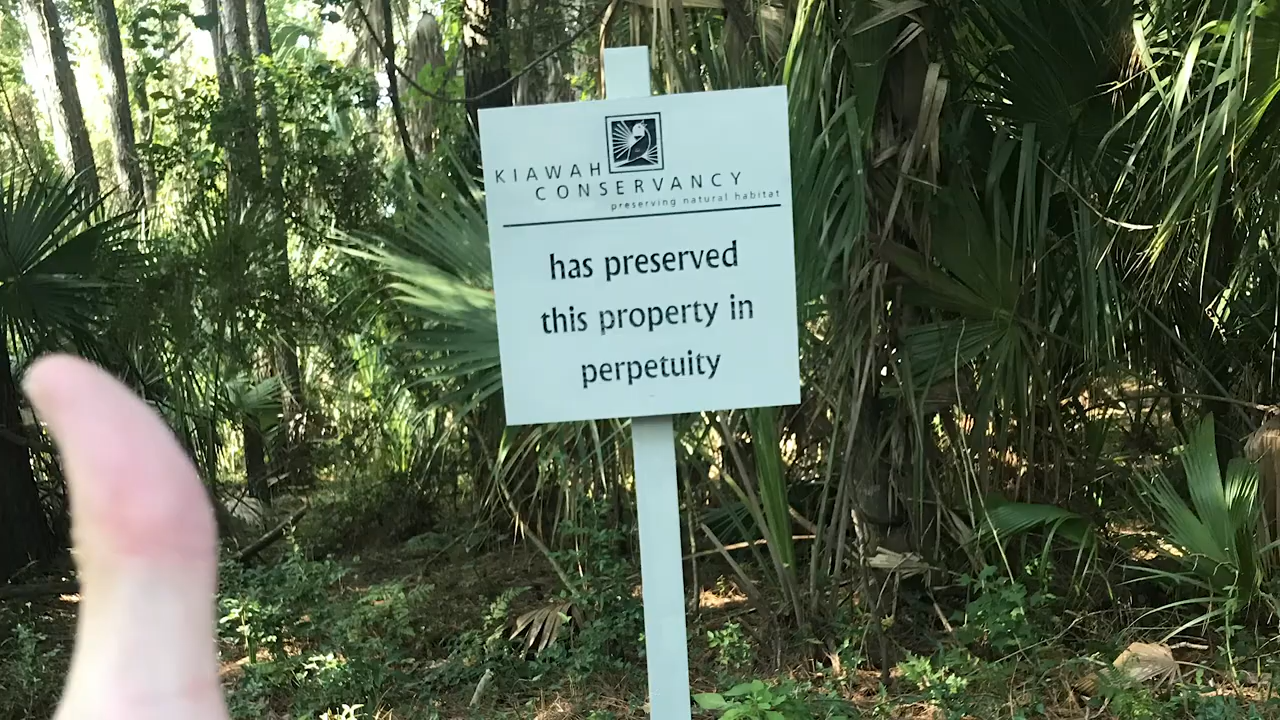 KIAWAH
CONSERVANCY
preserving natural habitat
has preserved
this property in
perpetuity